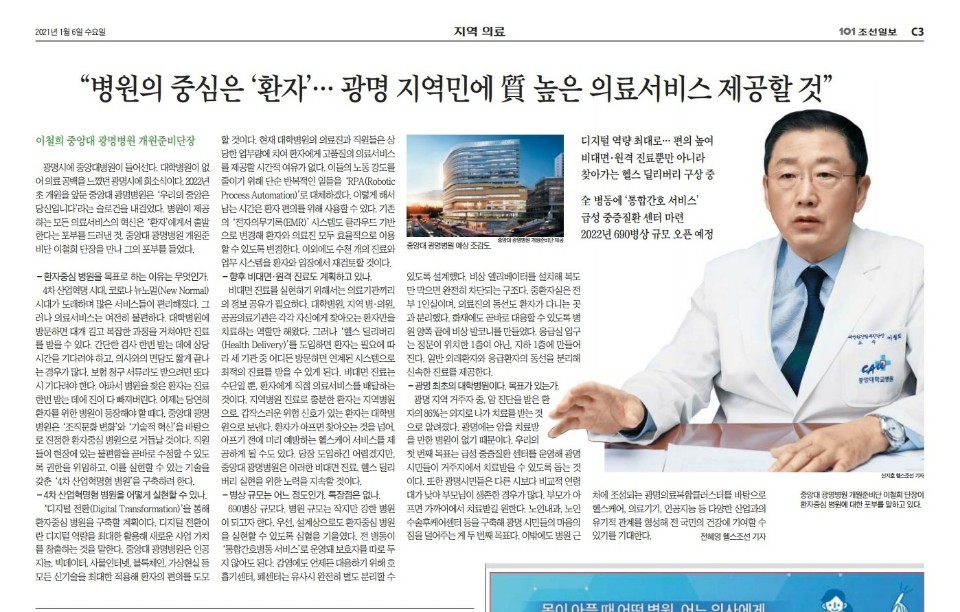 2021년 1월 6일 수요일
지역 의료
101 조선일보 C3
“병원의 중심은 ‘환자’… 광명 지역민에 質 높은 의료서비스 제공할 것”
이철희 중앙대 광명병원 개원준비단장
광명시에 중앙대병원이 들어선다. 대학병원이 없
어 의료 공백을 느꼈던 광명시에 희소식이다. 2022년
초 개원을 앞둔 중앙대 광명병원은 ‘우리의 중앙은
당신입니다’라는 슬로건을 내걸었다. 병원이 제공
하는 모든 의료서비스의 혁신은 ‘환자’에게서 출발
한다는 포부를 드러낸 것. 중앙대 광명병원 개원준
비단 이철희 단장을 만나 그의 포부를 들었다.
– 환자중심 병원을 목표로 하는 이유는 무엇인가.
4차 산업혁명 시대, 코로나 뉴노멀(New Normal)
시대가 도래하며 많은 서비스들이 편리해졌다. 그
러나 의료서비스는 여전히 불편하다. 대학병원에
방문하면 대개 길고 복잡한 과정을 거쳐야만 진료
를 받을 수 있다. 간단한 검사 한번 받는 데에 상당
시간을 기다려야 하고, 의사와의 면담도 짧게 끝나
는 경우가 많다. 보험 청구 서류라도 받으려면 또다
시 기다려야 한다. 아파서 병원을 찾은 환자는 진료
한번 받는 데에 진이 다 빠져버린다. 이제는 당연히
환자를 위한 병원이 등장해야 할 때다. 중앙대 광명
병원은 ‘조직문화 변화’와 ‘기술적 혁신’을 바탕으
로 진정한 환자중심 병원으로 거듭날 것이다. 직원
들이 현장에 있는 불편함을 곧바로 수정할 수 있도
록 권한을 위임하고, 이를 실현할 수 있는 기술을
갖춘 ‘4차 산업혁명형 병원’을 구축하려 한다.
– 4차 산업혁명형 병원을 어떻게 실현할 수 있나.
“디지털 전환(Digital Transformation)’을 통해
환자중심 병원을 구축할 계획이다. 디지털 전환이
란 디지털 역량을 최대한 활용해 새로운 사업 가치
를 창출하는 것을 말한다. 중앙대 광명병원은 인공
지능, 빅데이터, 사물인터넷, 블록체인, 가상현실 등
모든 신기술을 최대한 적용해 환자의 편의를 도모
할 것이다. 현재 대학병원의 의료진과 직원들은 상
당한 업무량에 치여 환자에게 고품질의 의료서비스
를 제공할 시간적 여유가 없다. 이들의 노동 강도를
줄이기 위해 단순 반복적인 일들을 ‘RPA(Robotic
Process Automation)’로 대체하겠다. 이렇게 해서
남는 시간은 환자 편의를 위해 사용할 수 있다. 기존
의 ‘전자의무기록(EMR)’ 시스템도 클라우드 기반
으로 변경해 환자와 의료진 모두 효율적으로 이용
할 수 있도록 변경한다. 이외에도 수천 개의 진료와
업무 시스템을 환자의 입장에서 재검토할 것이다.
– 향후 비대면·원격 진료도 계획하고 있나.
비대면 진료를 실현하기 위해서는 의료기관끼리
의 정보 공유가 필요하다. 대학병원, 지역 병·의원,
공공의료기관은 각각 자신에게 찾아오는 환자만을
치료하는 역할만 해왔다. 그러나 ‘헬스 딜리버리
(Health Delivery)’를 도입하면 환자는 필요에 따
라 세 기관 중 어디든 방문하면 연계된 시스템으로
최적의 진료를 받을 수 있게 된다. 비대면 진료는
수단일 뿐, 환자에게 직접 의료서비스를 배달하는
것이다. 지역병원 진료로 충분한 환자는 지역병원
으로, 갑작스러운 위험 신호가 있는 환자는 대학병
원으로 보낸다. 환자가 아프면 찾아오는 것을 넘어,
아프기 전에 미리 예방하는 헬스케어 서비스를 제
공하게 될 수도 있다. 당장 도입하긴 어렵겠지만,
중앙대 광명병원은 이러한 비대면 진료, 헬스 딜리
버리 실현을 위한 노력을 지속할 것이다.
– 병상 규모는 어느 정도인가. 특장점은 없나.
690병상 규모다. 병원 규모는 작지만 강한 병원
이 되고자 한다. 우선, 설계상으로도 환자중심 병원
을 실현할 수 있도록 심혈을 기울였다. 전 병동이
‘통합간호병동 서비스’로 운영돼 보호자를 따로 두
지 않아도 된다. 감염에도 언제든 대응하기 위해 호
흡기센터, 폐센터는 유사시 완전히 별도 분리할 수
중앙대 광명병원 예상 조감도.
중앙대 광명병원 개원준비단 제공
있도록 설계했다. 비상 엘리베이터를 설치해 복도
만 막으면 완전히 차단되는 구조다. 중환자실은 전
부 1인실이며, 의료진의 동선도 환자가 다니는 곳
과 분리했다. 화재에도 곧바로 대응할 수 있도록 병
원 양쪽 끝에 비상 발코니를 만들었다. 응급실 입구
는 정문이 위치한 1층이 아닌, 지하 1층에 만들어
진다. 일반 외래환자와 응급환자의 동선을 분리해
신속한 진료를 제공한다.
– 광명 최초의 대학병원이다. 목표가 있는가.
광명 지역 거주자 중, 암 진단을 받은 환
자의 86%는 외지로 나가 치료를 받는 것
으로 알려졌다. 광명에는 암을 치료받
을 만한 병원이 없기 때문이다. 우리의
첫 번째 목표는 급성 중증질환 센터를 운영해 광명
시민들이 거주지에서 치료받을 수 있도록 돕는 것
이다. 또한 광명시민들은 다른 시보다 비교적 연령
대가 낮아 부모님이 생존한 경우가 많다. 부모가 아
프면 가까이에서 치료받길 원한다. 노인내과, 노인
수술후케어센터 등을 구축해 광명 시민들의 마음의
짐을 덜어주는 게 두 번째 목표다. 이밖에도 병원 근
디지털 역량 최대로… 편의 높여
비대면·원격 진료뿐만 아니라
찾아가는 헬스 딜리버리 구상 중
全 병동에 ‘통합간호 서비스’
급성 중증질환 센터 마련
2022년 690병상 규모 오픈 예정
이철희
중앙대학교병원
신지호 헬스조선 기자
처에 조성되는 광명의료복합클러스터를 바탕으로
헬스케어, 의료기기, 인공지능 등 다양한 산업과의
유기적 관계를 형성해 전 국민의 건강에 기여할 수
있기를 기대한다.
전혜영 헬스조선 기자
중앙대 광명병원 개원준비단 이철희 단장이
환자중심 병원에 대한 포부를 말하고 있다.
몸이 아플 때 어떤 병원, 어느 의사에게